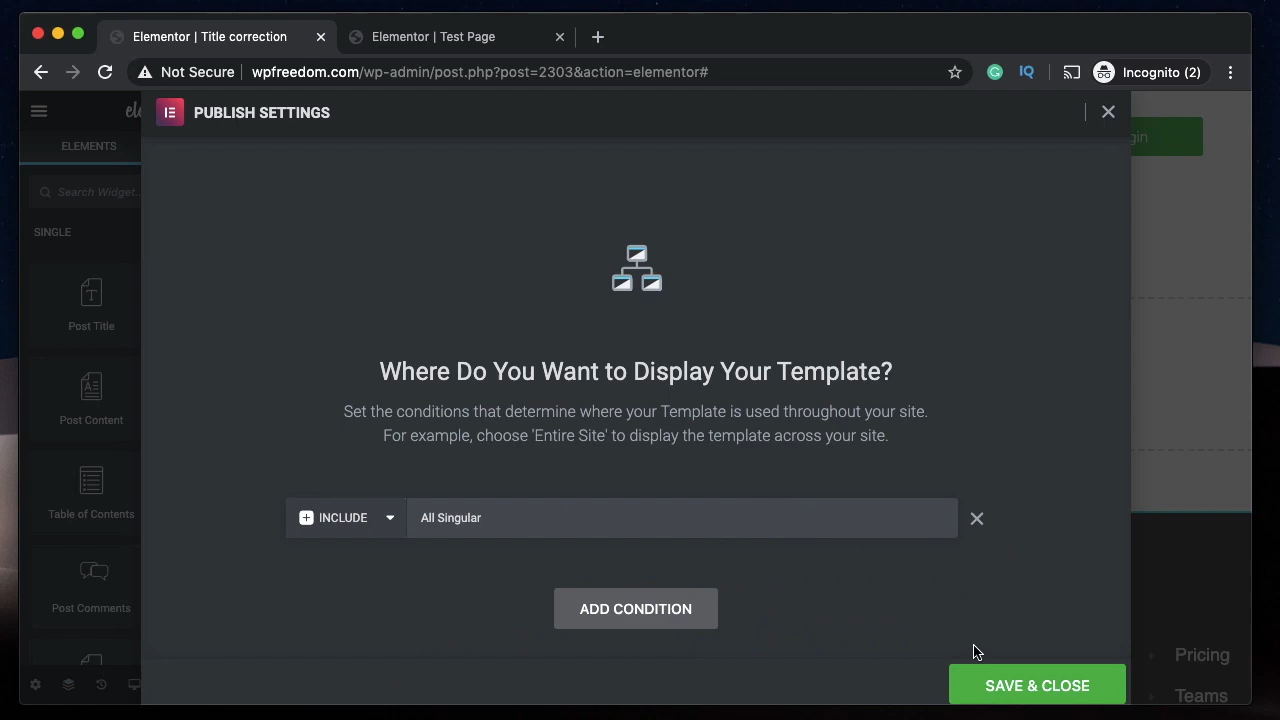 Elementor | Title correction
Elementor | Test Page
Not Secure
wpfreedom.com/wp-admin/post.php?post=2303&action=elementor#
IQ
Incognito (2)
ele
PUBLISH SETTINGS
gin
ELEMENTS
Search Widget..
SINGLE
Post Title
Post Content
Table of Contents
Post Comments
Where Do You Want to Display Your Template?
Set the conditions that determine where your Template is used throughout your site.
For example, choose 'Entire Site' to display the template across your site.
INCLUDE
All Singular
ADD CONDITION
SAVE & CLOSE
Pricing
Teams